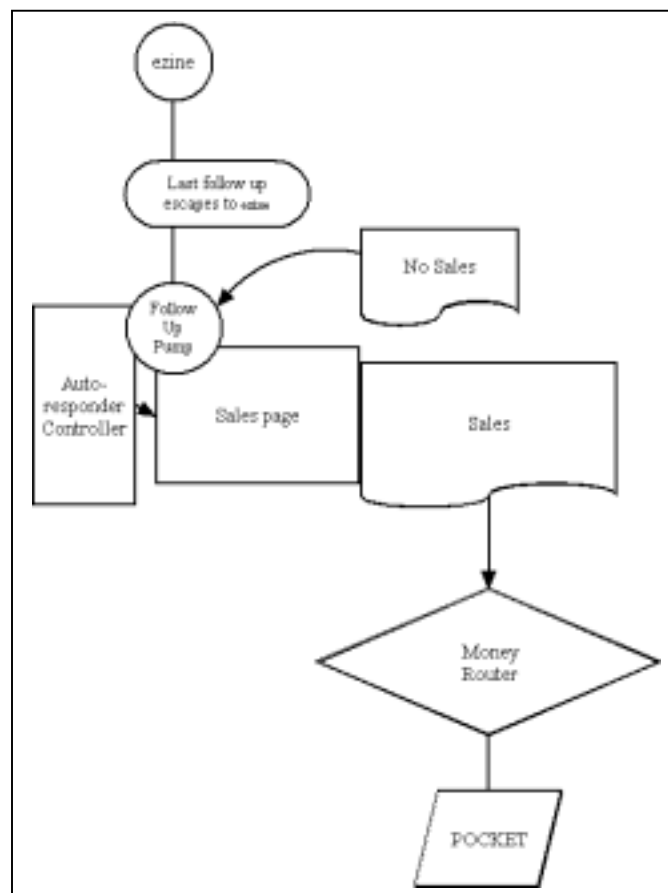 ezine
Last follow up
escapes to ezine
No Sales
Follow
Up
Pump
Auto-
responder
Controller
Sales page
Sales
Money
Router
POCKET